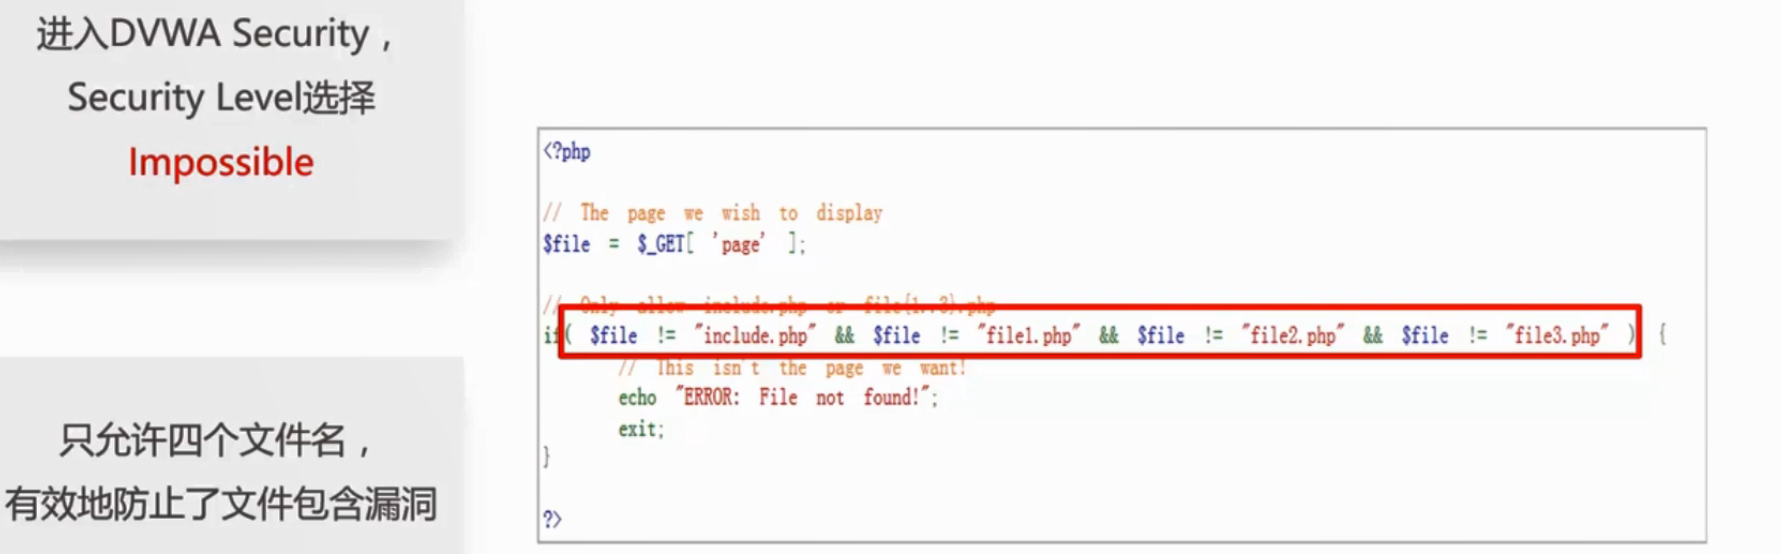 进入DVWA Security，
Security Level选择
Impossible
只允许四个文件名，
有效地防止了文件包含漏洞
<?php
// The page we wish to display
$file = $_GET[ 'page' ];
// Only allow include.php or file{1..3}.php
if( $file != "include.php" && $file != "file1.php" && $file != "file2.php" && $file != "file3.php" ) {
// This isn't the page we want!
echo "ERROR: File not found!";
exit;
}
?>